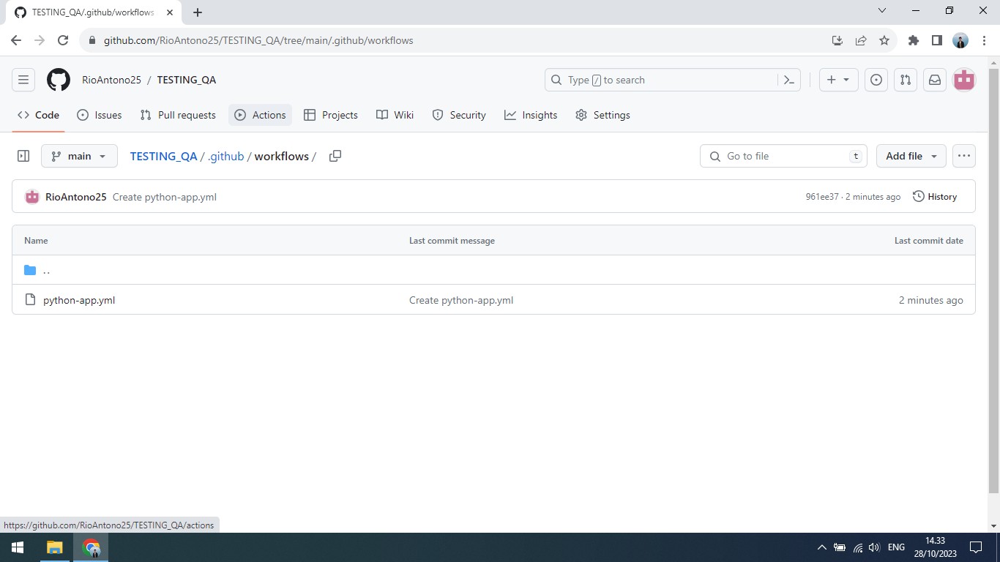 TESTING_QA/.github/workflows
github.com/RioAntono25/TESTING_QA/tree/main/.github/workflows
RioAntono25 / TESTING_QA
Type / to search
Code Issues Pull requests Actions Projects Wiki Security Insights Settings
main TESTING_QA / .github / workflows / Go to file t Add file
RioAntono25 Create python-app.yml 961ee37 · 2 minutes ago History
Name Last commit message Last commit date
..
python-app.yml Create python-app.yml 2 minutes ago
https://github.com/RioAntono25/TESTING_QA/actions
ENG 14.33
28/10/2023